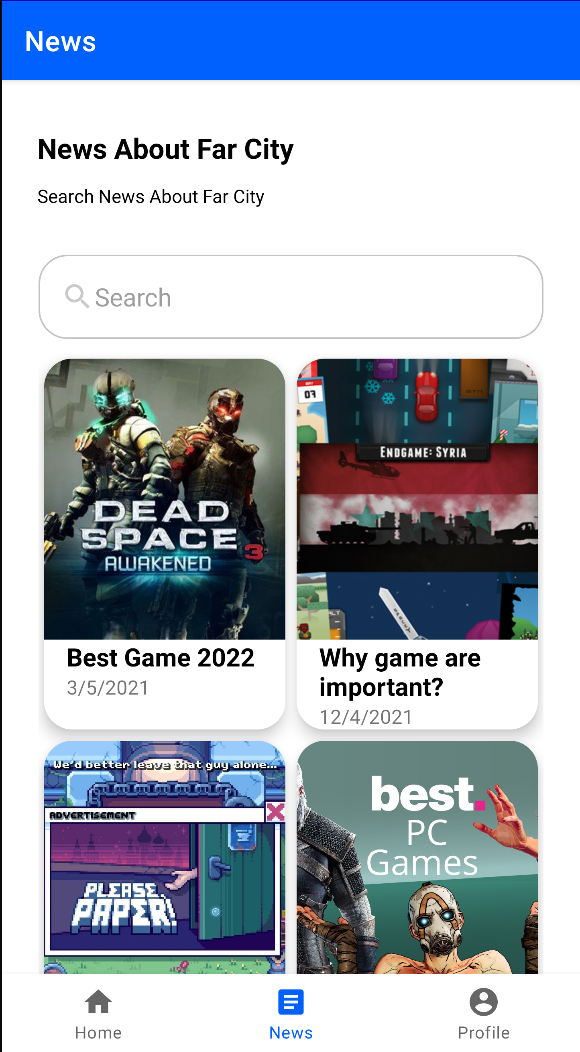 News
News About Far City
Search News About Far City
Search
DEAD
SPACE 3
AWAKENED
Best Game 2022
3/5/2021
07
ENDGAME: SYRIA
Why game are
important?
12/4/2021
We'd better leave that guy alone...
ADVERTISEMENT
PLEASE,
PAPER!
best.
PC
Games
Home
News
Profile